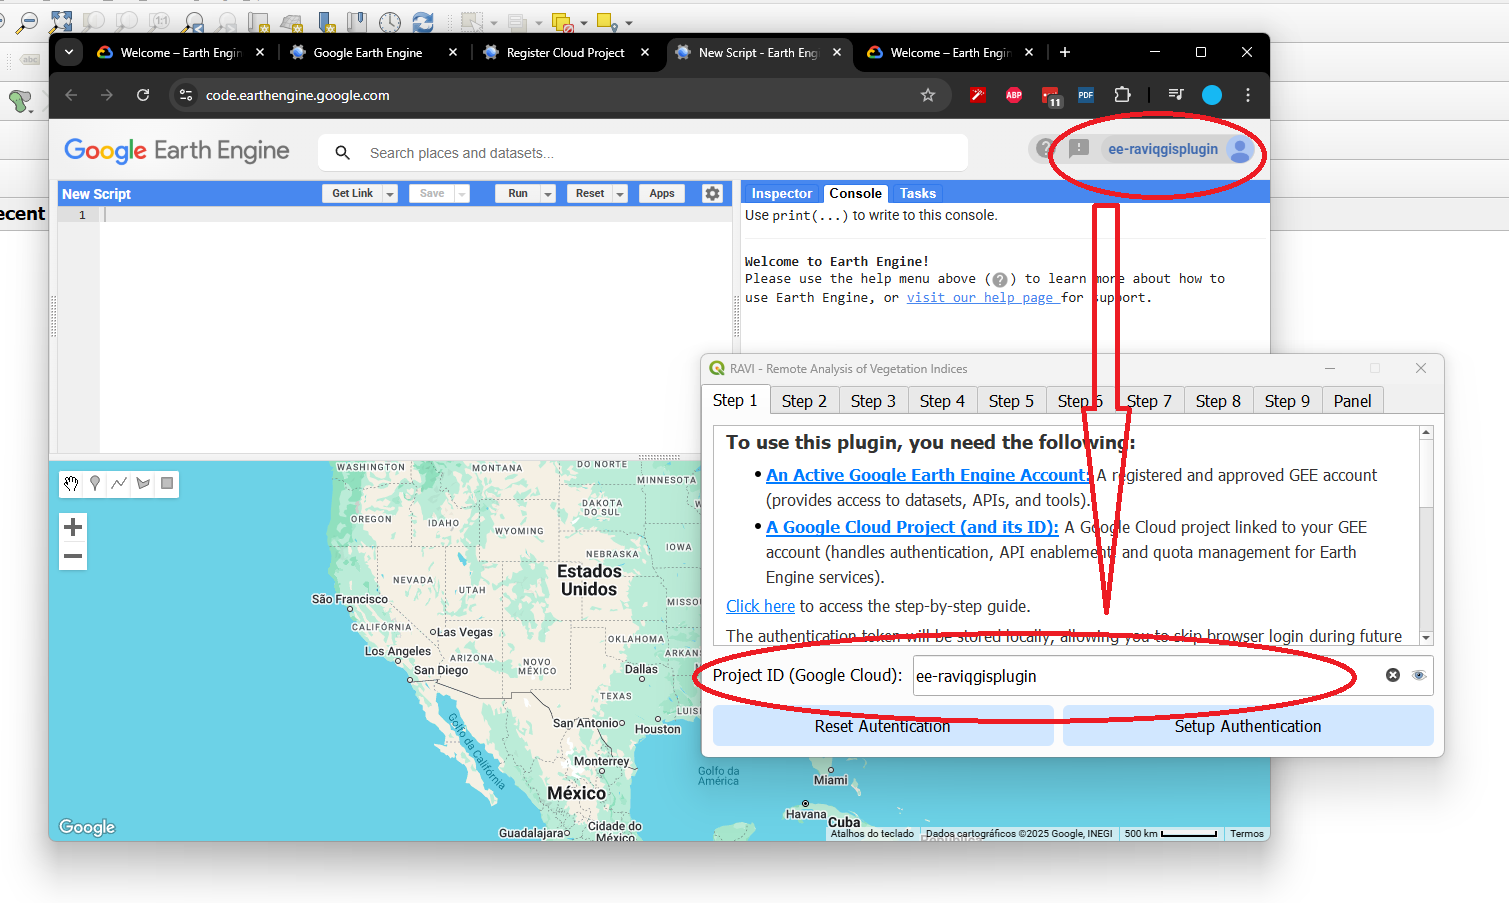 1:1
abc
Welcome – Earth Engin
Google Earth Engine
Register Cloud Project
New Script - Earth Eng
Welcome – Earth Engin
code.earthengine.google.com
ABP
11
PDF
Google Earth Engine
Search places and datasets...
ee-raviqgisplugin
New Script
Get Link
Save
Run
Reset
Apps
Inspector
Console
Tasks
1
Use print(...) to write to this console.
Welcome to Earth Engine!
Please use the help menu above (?) to learn more about how to
use Earth Engine, or visit our help page for support.
ecent
RAVI - Remote Analysis of Vegetation Indices
Step 1
Step 2
Step 3
Step 4
Step 5
Step 6
Step 7
Step 8
Step 9
Panel
To use this plugin, you need the following:
• An Active Google Earth Engine Account: A registered and approved GEE account
(provides access to datasets, APIs, and tools).
• A Google Cloud Project (and its ID): A Google Cloud project linked to your GEE
account (handles authentication, API enablement, and quota management for Earth
Engine services).
Click here to access the step-by-step guide.
The authentication token will be stored locally, allowing you to skip browser login during future
Project ID (Google Cloud):
ee-raviqgisplugin
Reset Autentication
Setup Authentication
WASHINGTON
MONTANA
DO NORTE
MINNESOTA
OREGON
IDAHO
DAKOTA
DO SUL
WYOMING
NEBRASKA
IOWA
Estados
Unidos
NEVADA
UTAH
São Francisco
MISSO
CALIFÓRNIA
Las Vegas
OKLAHOMA
Los Angeles
ARIZONA
NOVO
MÉXICO
ARKAN
San Diego
Dallas
TEXAS
LUIS
San Antonio
Houston
Golfo da Califórnia
Monterrey
Golfo da
América
Miami
México
Havana
Cuba
Guadalajara
Cidade do
México
Google
Atalhos do teclado
Dados cartográficos ©2025 Google, INEGI
500 km
Termos